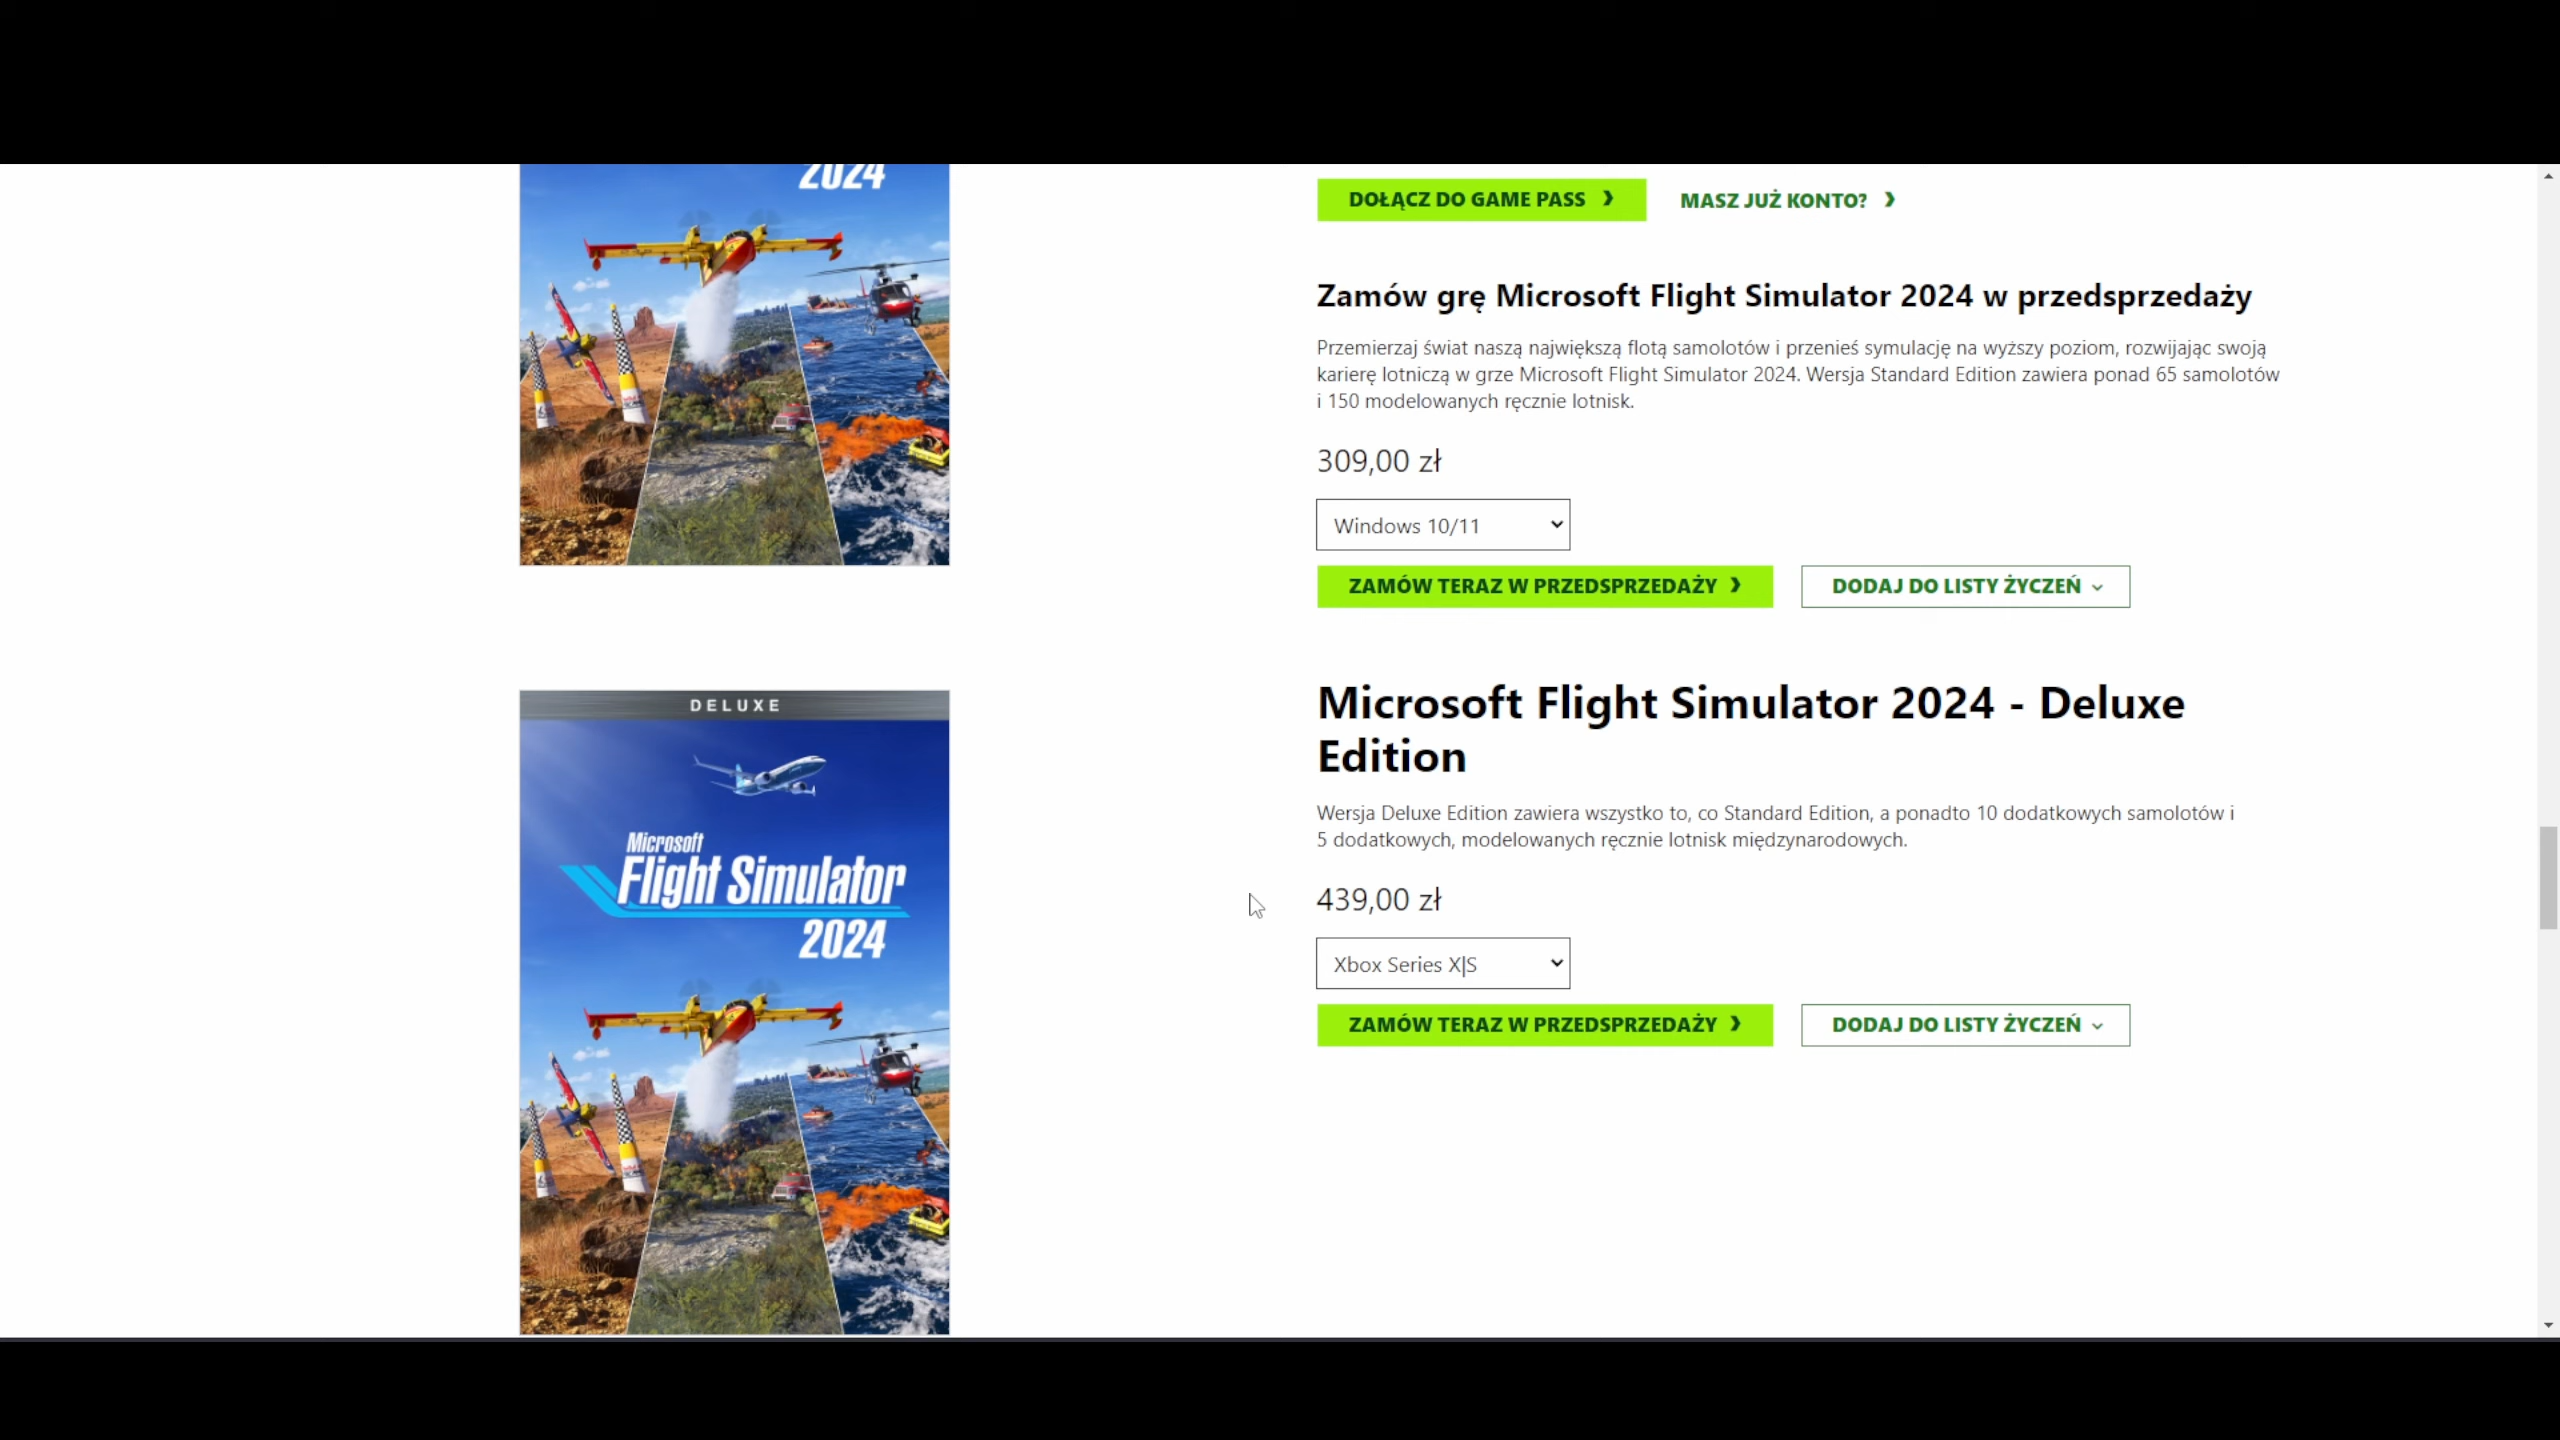 2024
DOŁĄCZ DO GAME PASS
MASZ JUŻ KONTO?
Zamów grę Microsoft Flight Simulator 2024 w przedsprzedaży
Przemierzaj świat naszą największą flotą samolotów i przenieś symulację na wyższy poziom, rozwijając swoją
karierę lotniczą w grze Microsoft Flight Simulator 2024. Wersja Standard Edition zawiera ponad 65 samolotów
i 150 modelowanych ręcznie lotnisk.
309,00 zł
Windows 10/11
ZAMÓW TERAZ W PRZEDSPRZEDAŻY
DODAJ DO LISTY ŻYCZEŃ
DELUXE
Microsoft
Flight Simulator
2024
Microsoft Flight Simulator 2024 - Deluxe
Edition
Wersja Deluxe Edition zawiera wszystko to, co Standard Edition, a ponadto 10 dodatkowych samolotów i
5 dodatkowych, modelowanych ręcznie lotnisk międzynarodowych.
439,00 zł
Xbox Series X|S
ZAMÓW TERAZ W PRZEDSPRZEDAŻY
DODAJ DO LISTY ŻYCZEŃ